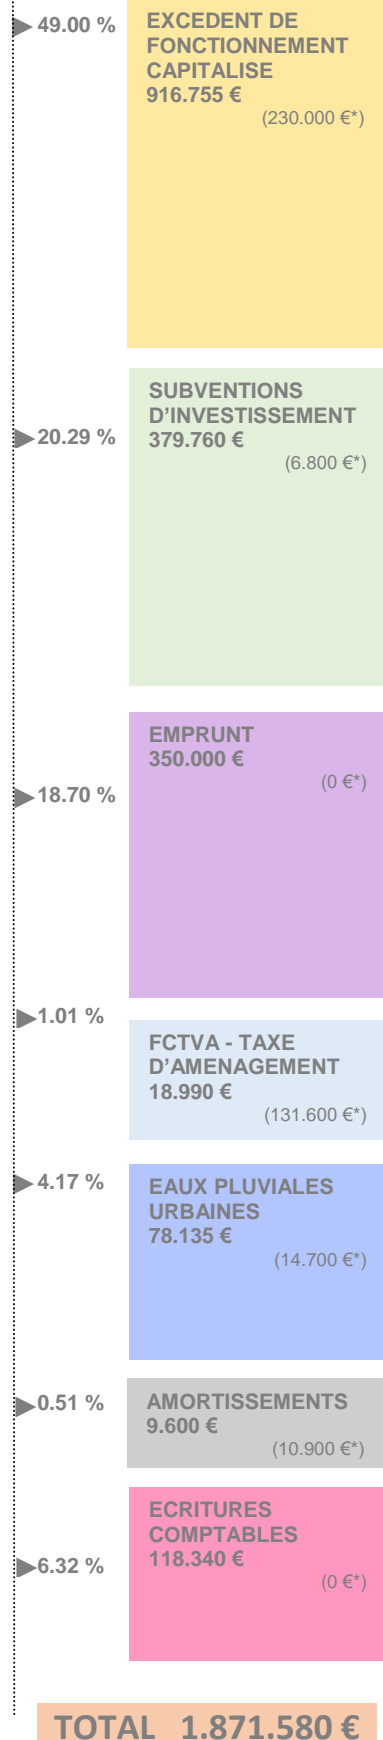 49.00 %
EXCEDENT DE
FONCTIONNEMENT
CAPITALISE
916.755 €
(230.000 €*)
SUBVENTIONS
D'INVESTISSEMENT
20.29 %
379.760 €
(6.800 €*)
EMPRUNT
350.000 €
(0 €*)
18.70 %
1.01 %
FCTVA - TAXE
D'AMENAGEMENT
18.990 €
(131.600 €*)
4.17 %
EAUX PLUVIALES
URBAINES
78.135 €
(14.700 €*)
0.51 %
AMORTISSEMENTS
9.600 €
(10.900 €*)
ECRITURES
COMPTABLES
6.32 %
118.340 €
(0 €*)
TOTAL 1.871.580 €